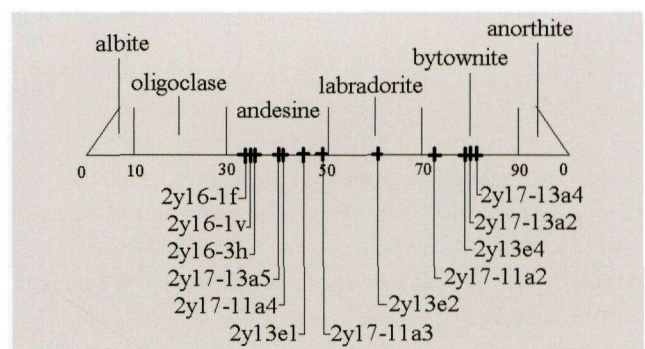 anorthite
albite
bytownite
oligoclase
labradorite
andesine
0 10 30 50 70 90 0
2y16-1f
2y17-13a4
2y16-1v
2y17-13a2
2y16-3h
2y13e4
2y17-13a5
2y17-11a2
2y17-11a4
2y13e2
2y13e1
2y17-11a3